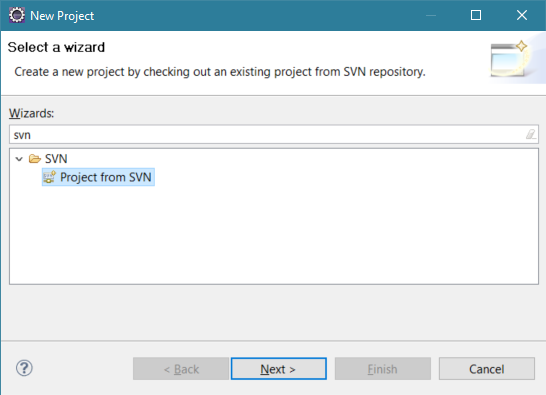 New Project
Select a wizard
Create a new project by checking out an existing project from SVN repository.
Wizards:
svn
SVN
Project from SVN
? < Back Next > Finish Cancel